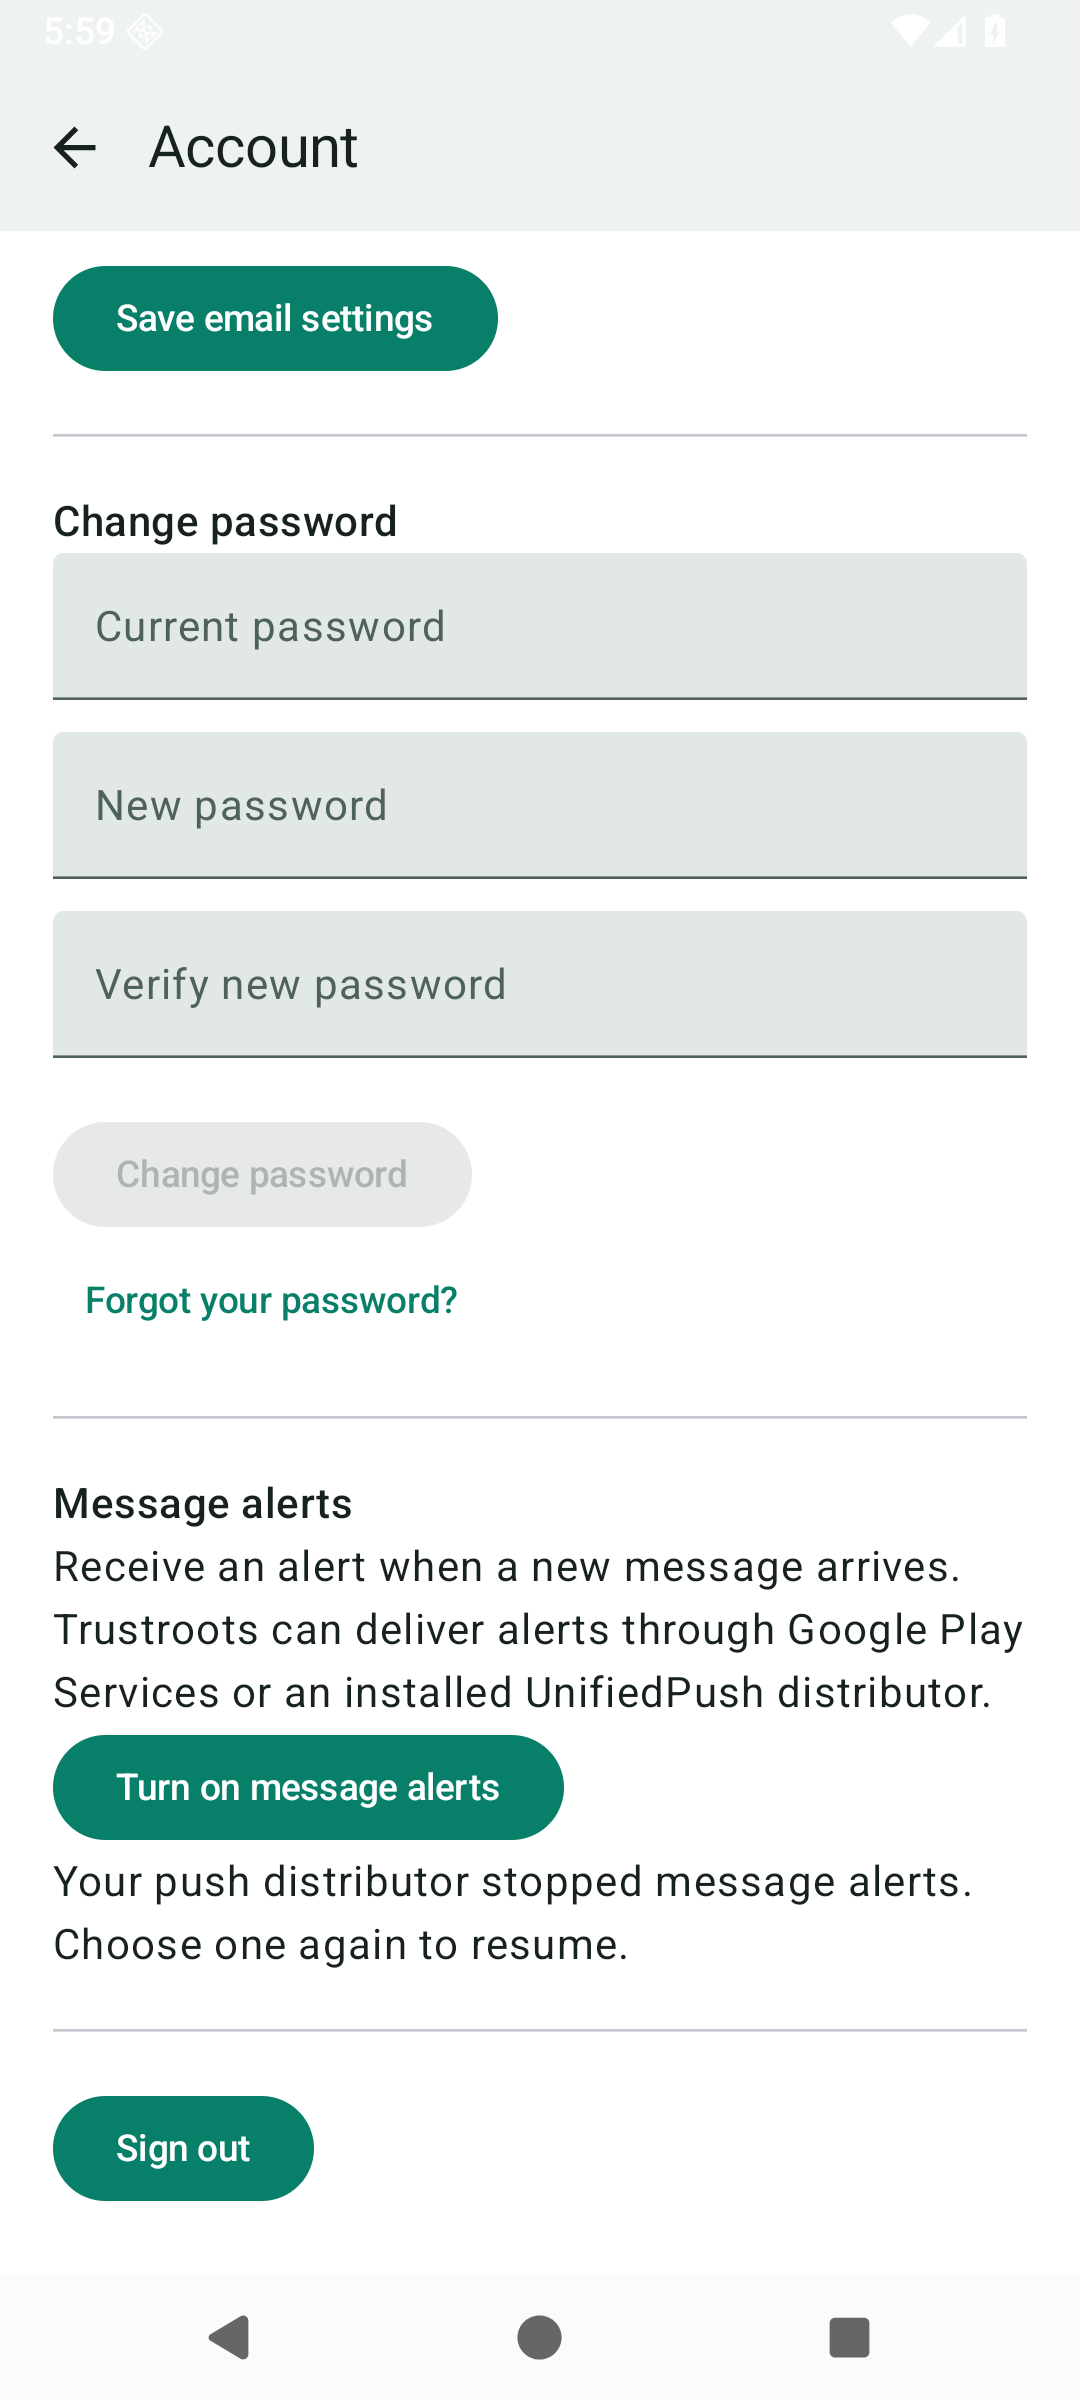 5:59
Account
Save email settings
Change password
Current password
New password
Verify new password
Change password
Forgot your password?
Message alerts
Receive an alert when a new message arrives.
Trustroots can deliver alerts through Google Play
Services or an installed UnifiedPush distributor.
Turn on message alerts
Your push distributor stopped message alerts.
Choose one again to resume.
Sign out